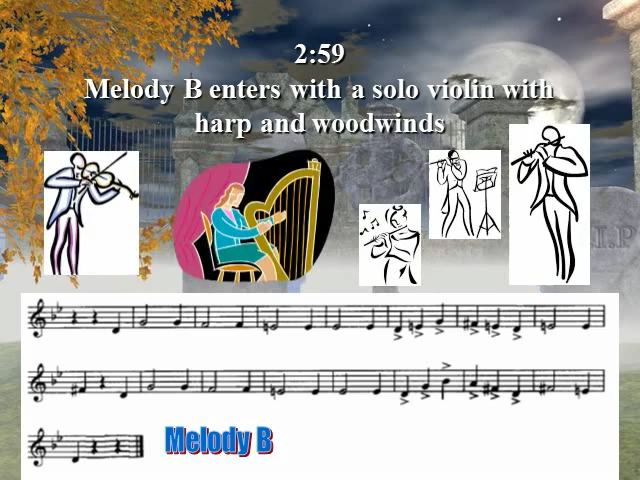 2:59
Melody B enters with a solo violin with
harp and woodwinds
R.I.P
Melody B